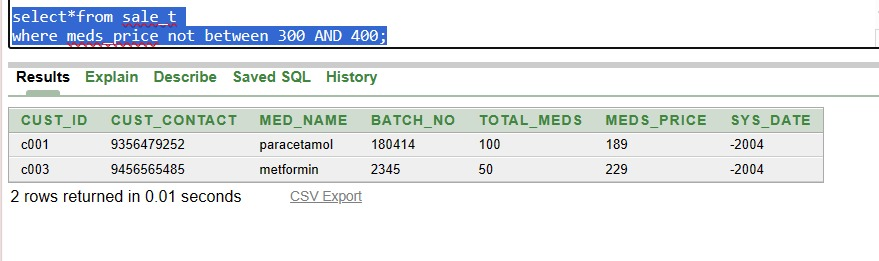 select*from sale_t
where meds_price not between 300 AND 400;
Results Explain Describe Saved SQL History
CUST_ID CUST_CONTACT MED_NAME BATCH_NO TOTAL_MEDS MEDS_PRICE SYS_DATE
c001 9356479252 paracetamol 180414 100 189 -2004
c003 9456565485 metformin 2345 50 229 -2004
2 rows returned in 0.01 seconds CSV Export